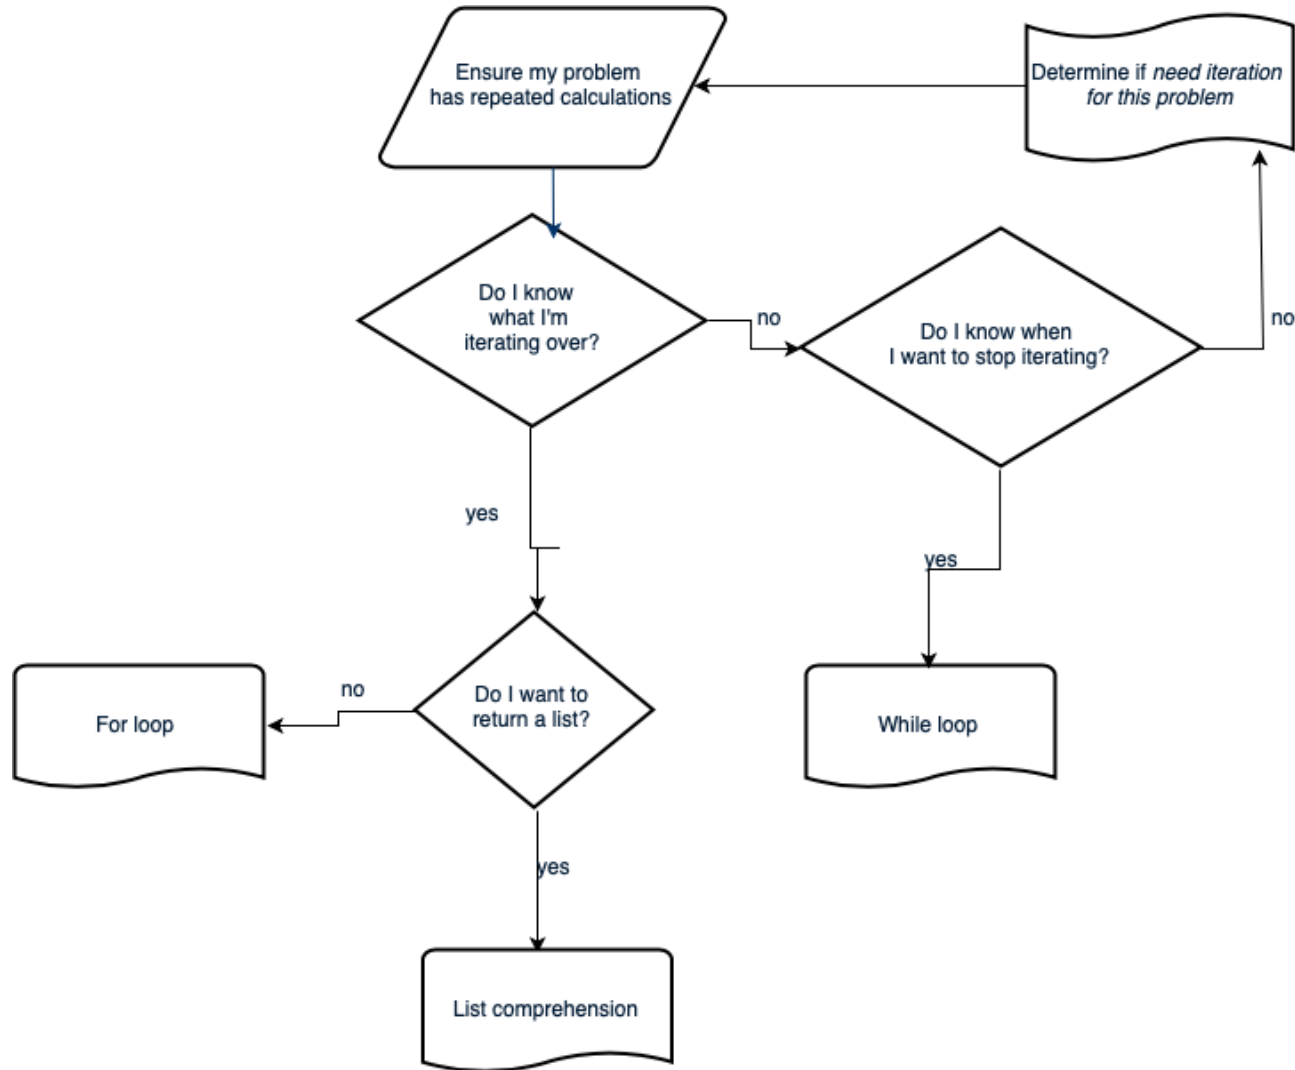 Ensure my problem
has repeated calculations
Determine if need iteration
for this problem
Do I know
what I'm
iterating over?
no
Do I know when
I want to stop iterating?
no
yes
yes
Do I want to
return a list?
no
For loop
While loop
yes
List comprehension